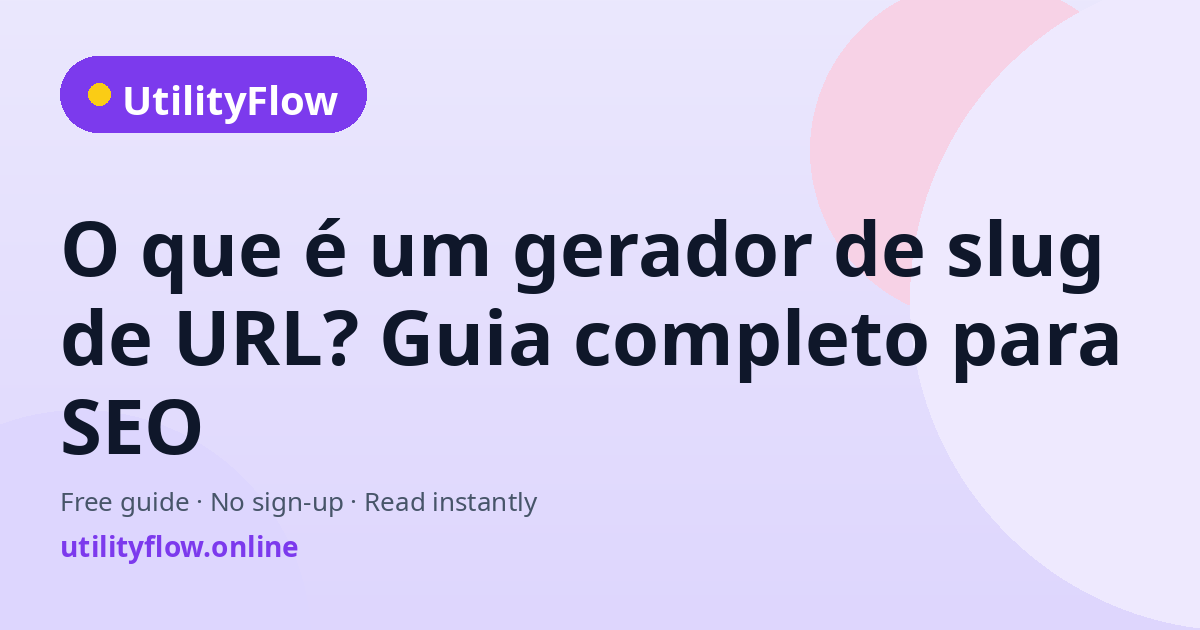 UtilityFlow
O que é um gerador de slug
de URL? Guia completo para
SEO
Free guide · No sign-up · Read instantly
utilityflow.online